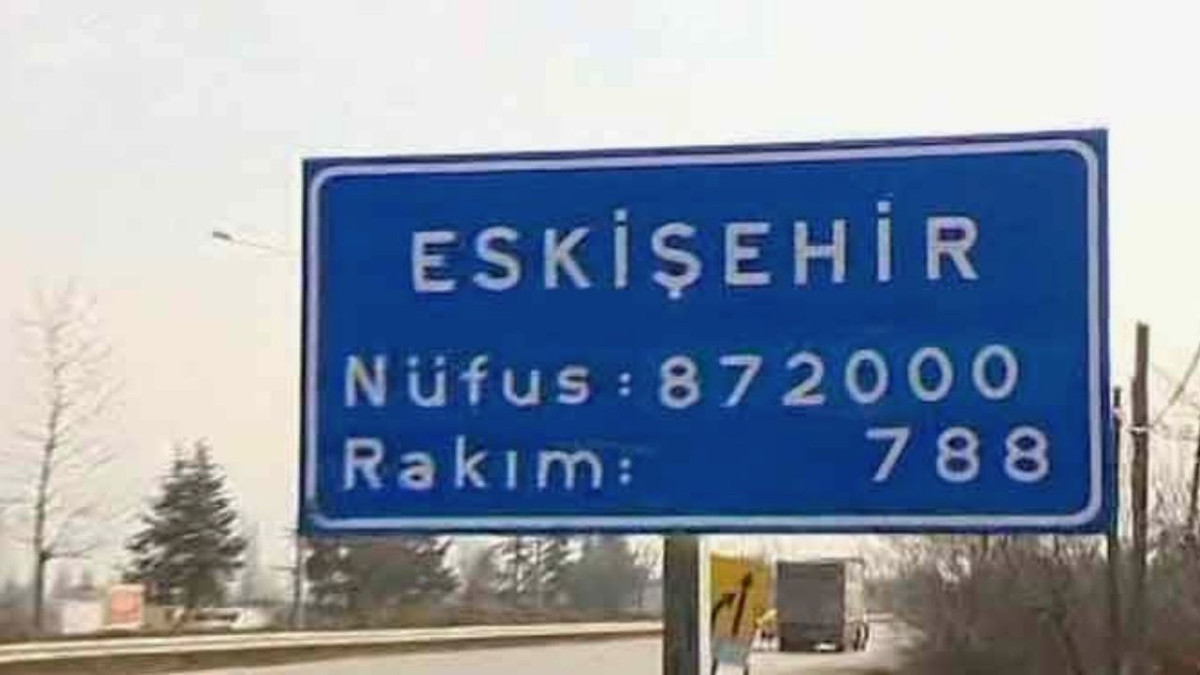 ESKİŞEHİR
Nüfus: 872000
Rakım: 788